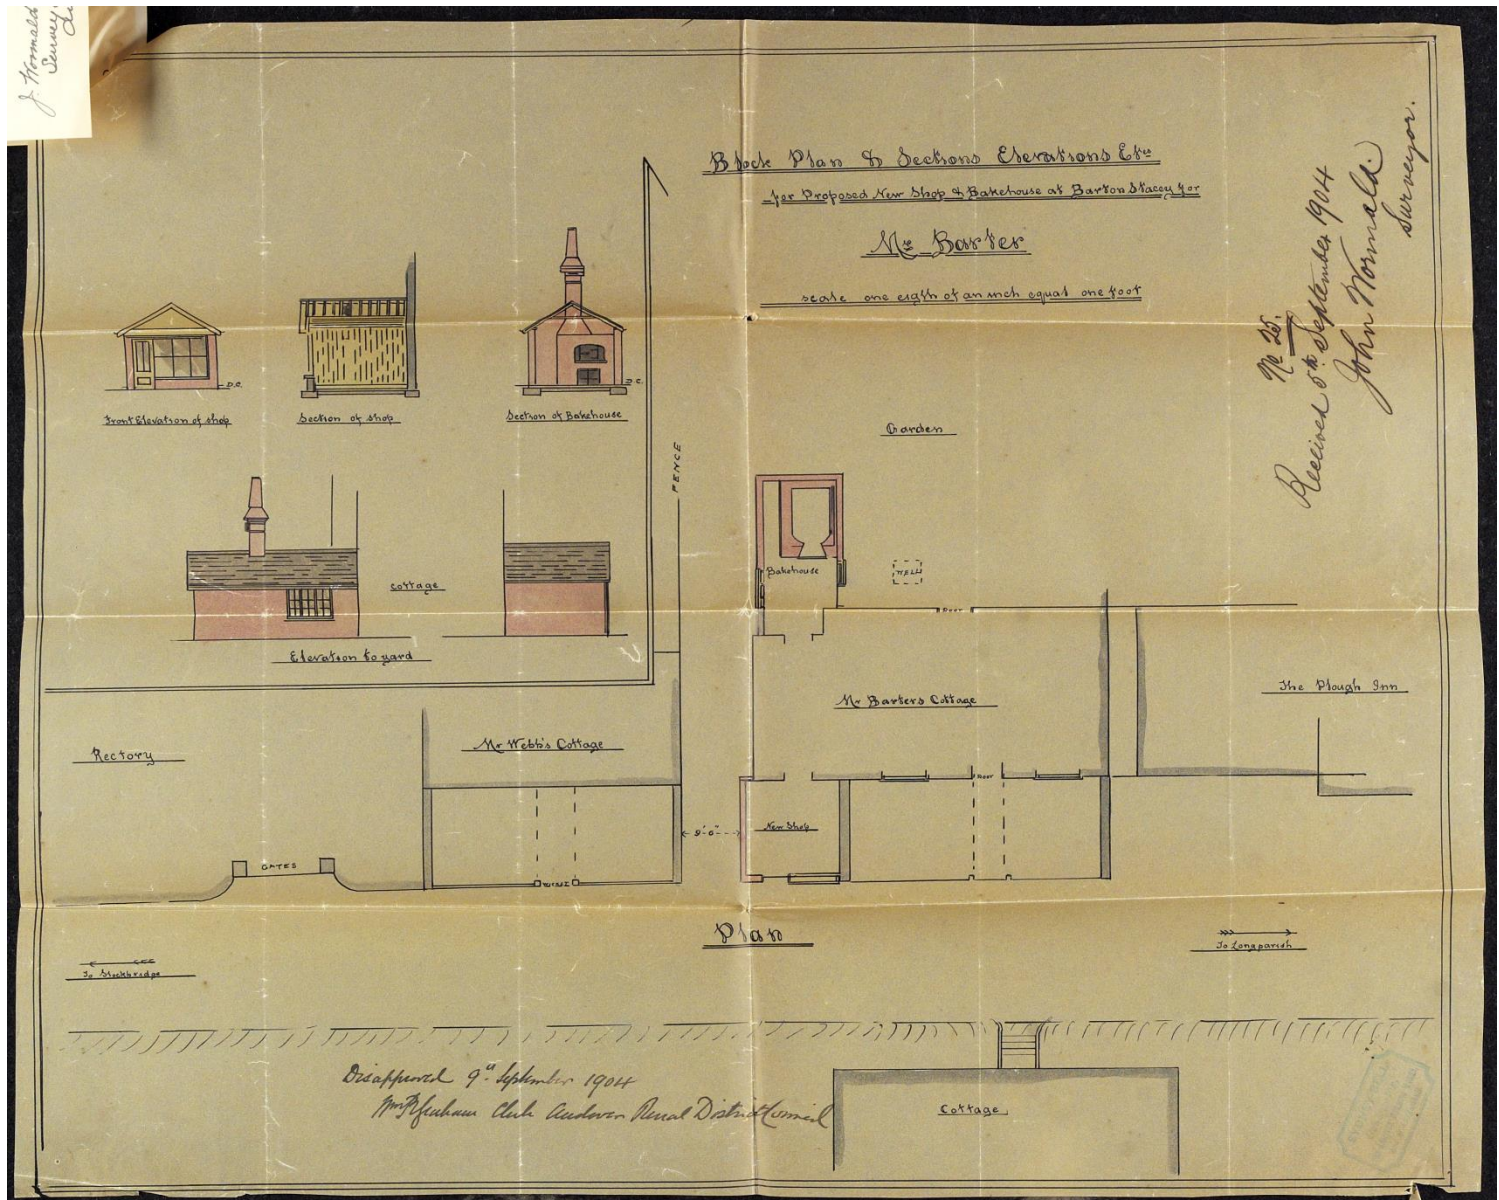 J. Wormald
Block Plan & Sections Elevations Etc
for Proposed New Shop & Bakehouse at Barton Stacey for
Mr Barter
scale one eigth of an inch equal one foot
No 25.
Received 5th September 1904
John Wormald.
Surveyor.
D.C.
D.C.
Front Elevation of shop
Section of shop
Section of Bakehouse
FENCE
Garden
Bakehouse
WELL
Door
Cottage
Elevation to yard
Mr Barters Cottage
The Plough Inn
Rectory
Mr Webb's Cottage
Door
New Shop
9'-0"
GATES
Plan
To Stockbridge
To Longparish
Disapproved 9th September 1904
Clerk Andover Rural District Council
Cottage